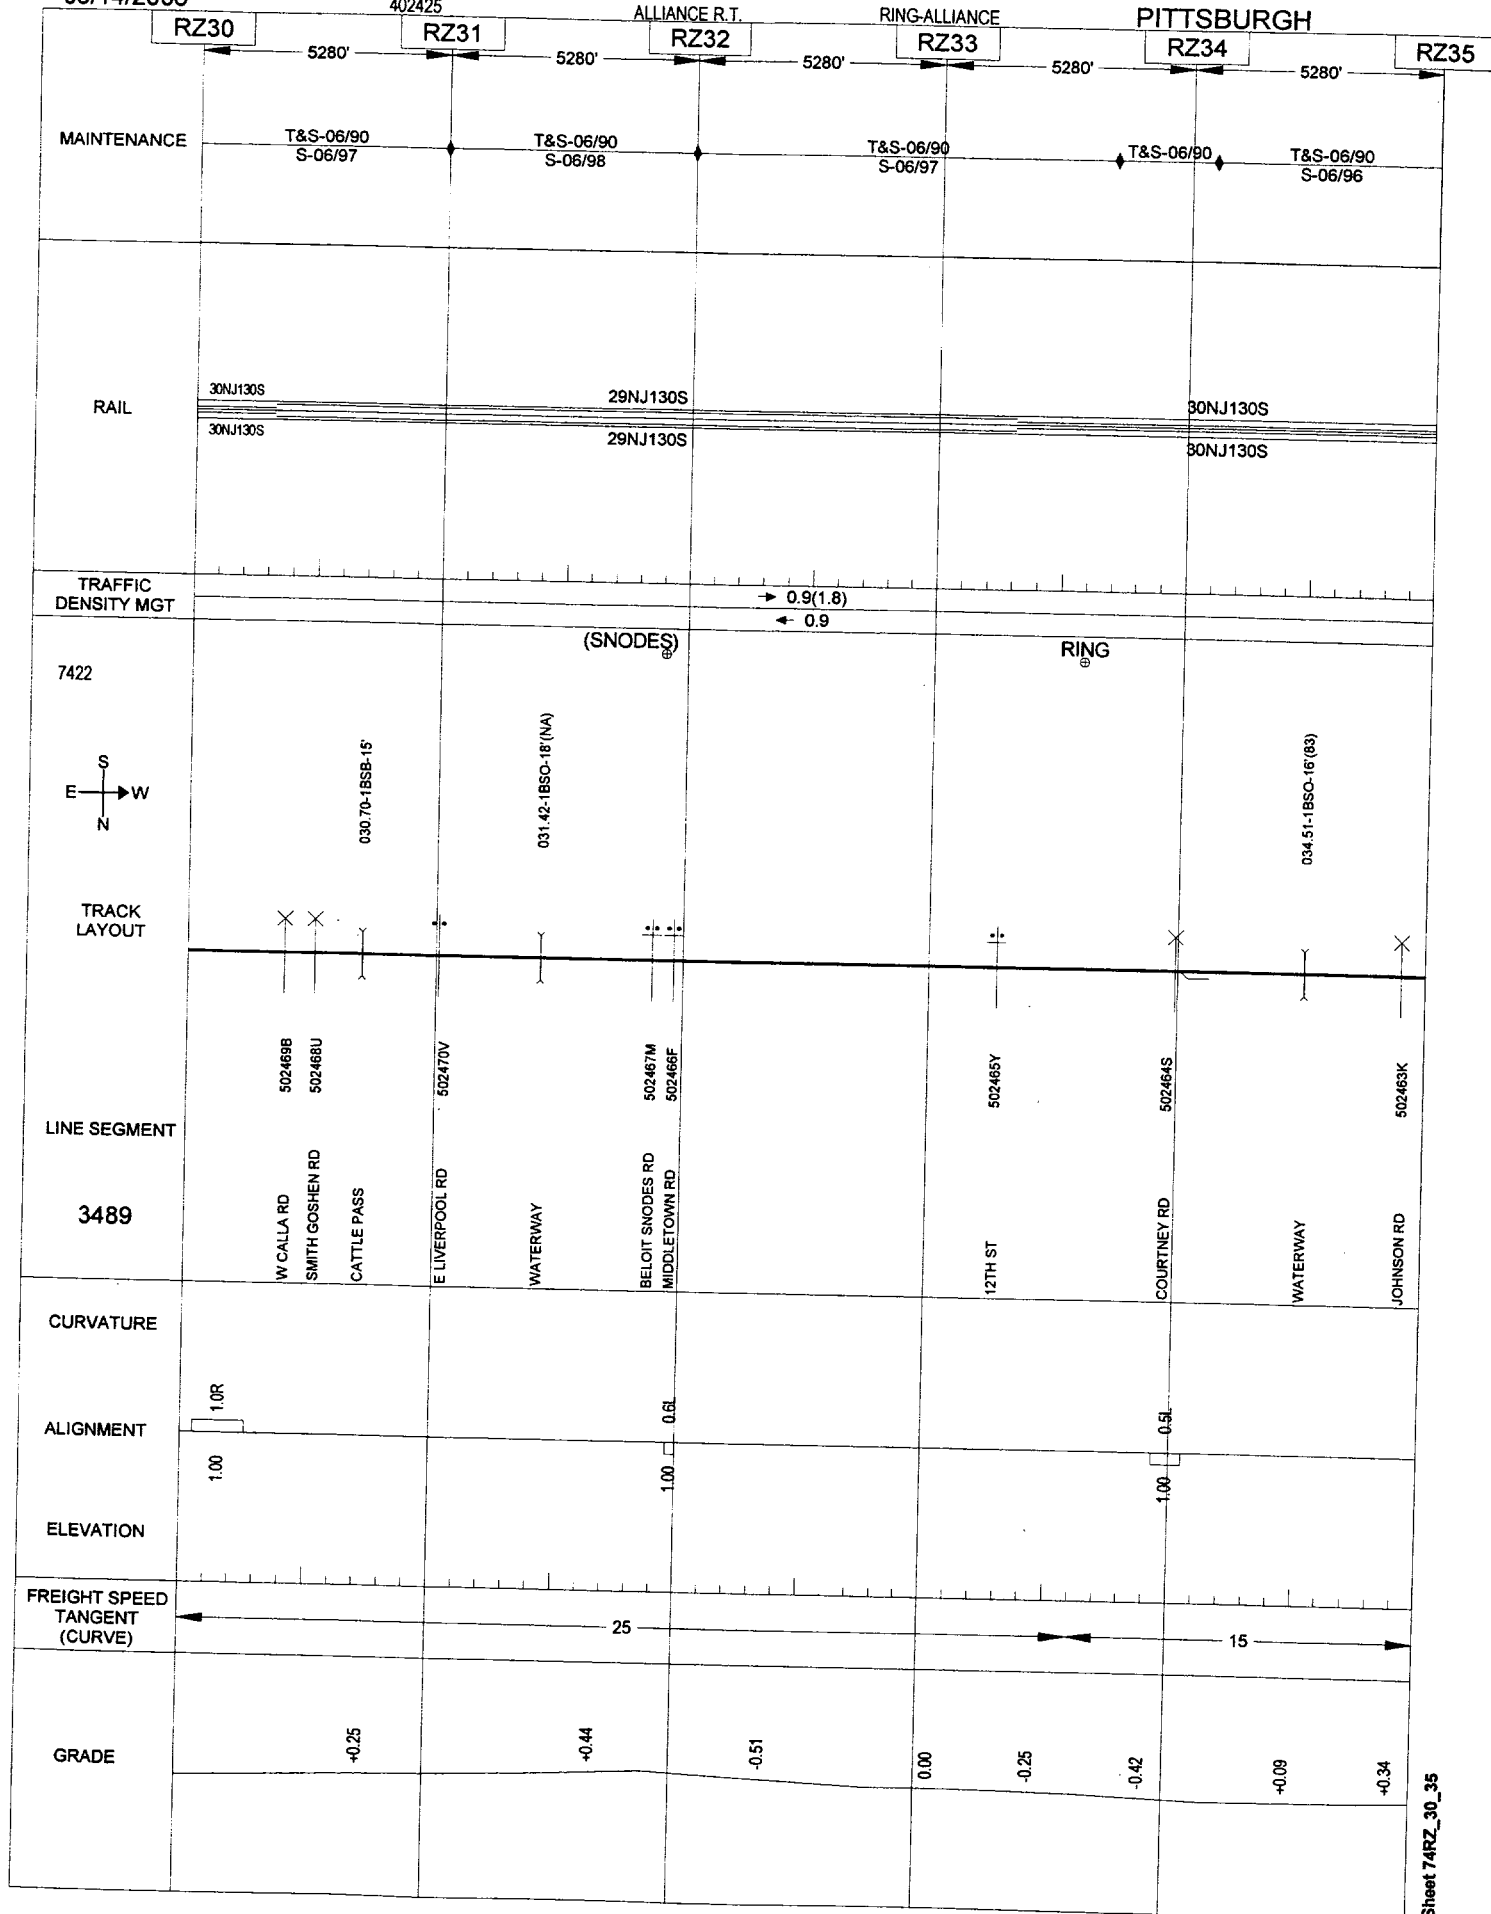 402425
ALLIANCE R.T.
RING-ALLIANCE
PITTSBURGH
RZ30
RZ31
RZ32
RZ33
RZ34
RZ35
5280'
5280'
5280'
5280'
5280'
MAINTENANCE
T&S-06/90
S-06/97
T&S-06/90
S-06/98
T&S-06/90
S-06/97
T&S-06/90
T&S-06/90
S-06/96
RAIL
30NJ130S
29NJ130S
30NJ130S
30NJ130S
29NJ130S
30NJ130S
TRAFFIC
DENSITY MGT
0.9(1.8)
0.9
(SNODES)
RING
7422
S
E W
N
030.70-1BSB-15'
031.42-1BSO-18'(NA)
034.51-1BSO-16'(83)
TRACK
LAYOUT
502469B
502468U
502470V
502467M
502466F
502465Y
502464S
502463K
LINE SEGMENT
3489
W CALLA RD
SMITH GOSHEN RD
CATTLE PASS
E LIVERPOOL RD
WATERWAY
BELOIT SNODES RD
MIDDLETOWN RD
12TH ST
COURTNEY RD
WATERWAY
JOHNSON RD
CURVATURE
ALIGNMENT
1.0R
0.6L
0.5L
1.00
1.00
1.00
ELEVATION
FREIGHT SPEED
TANGENT
(CURVE)
25
15
GRADE
+0.25
+0.44
-0.51
0.00
-0.25
-0.42
+0.09
+0.34
Sheet 74RZ_30_35